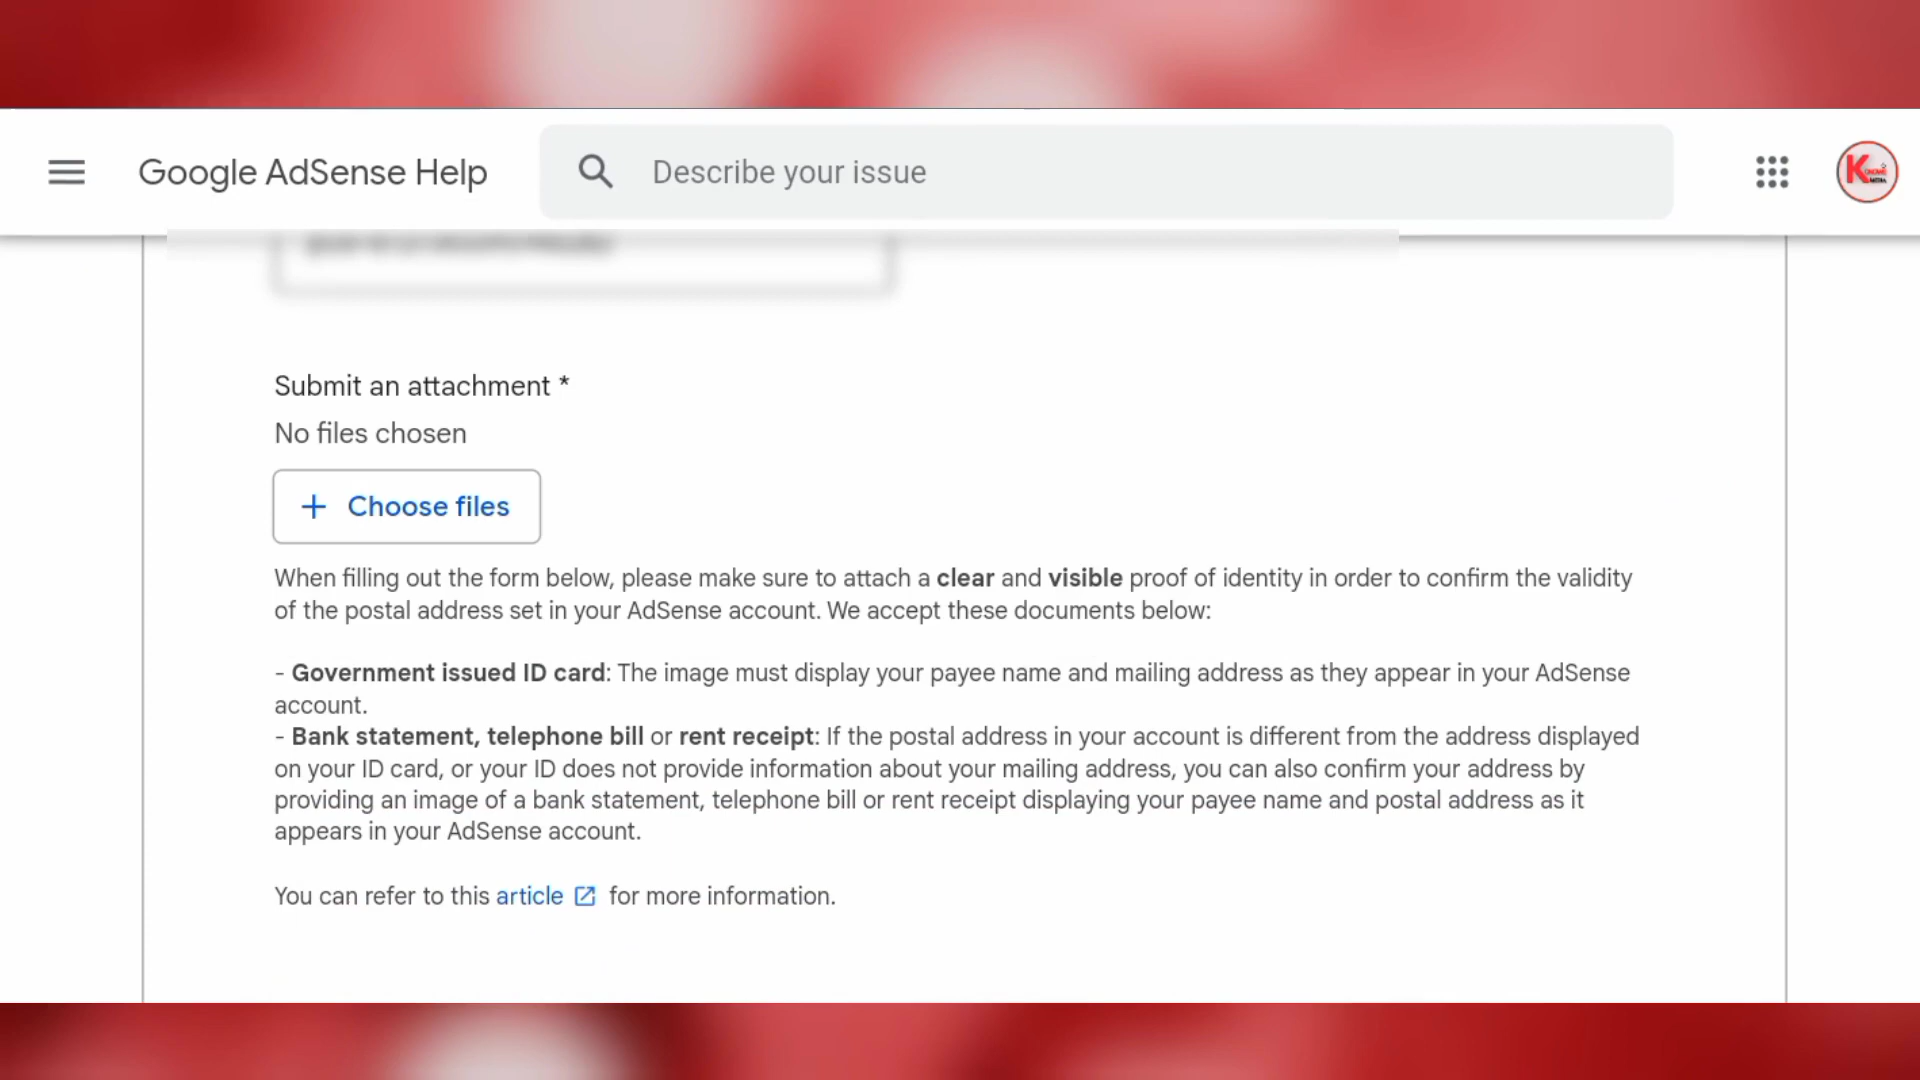 Google AdSense Help
Describe your issue
Submit an attachment *
No files chosen
+ Choose files
When filling out the form below, please make sure to attach a clear and visible proof of identity in order to confirm the validity
of the postal address set in your AdSense account. We accept these documents below:
- Government issued ID card: The image must display your payee name and mailing address as they appear in your AdSense
account.
- Bank statement, telephone bill or rent receipt: If the postal address in your account is different from the address displayed
on your ID card, or your ID does not provide information about your mailing address, you can also confirm your address by
providing an image of a bank statement, telephone bill or rent receipt displaying your payee name and postal address as it
appears in your AdSense account.
You can refer to this article for more information.